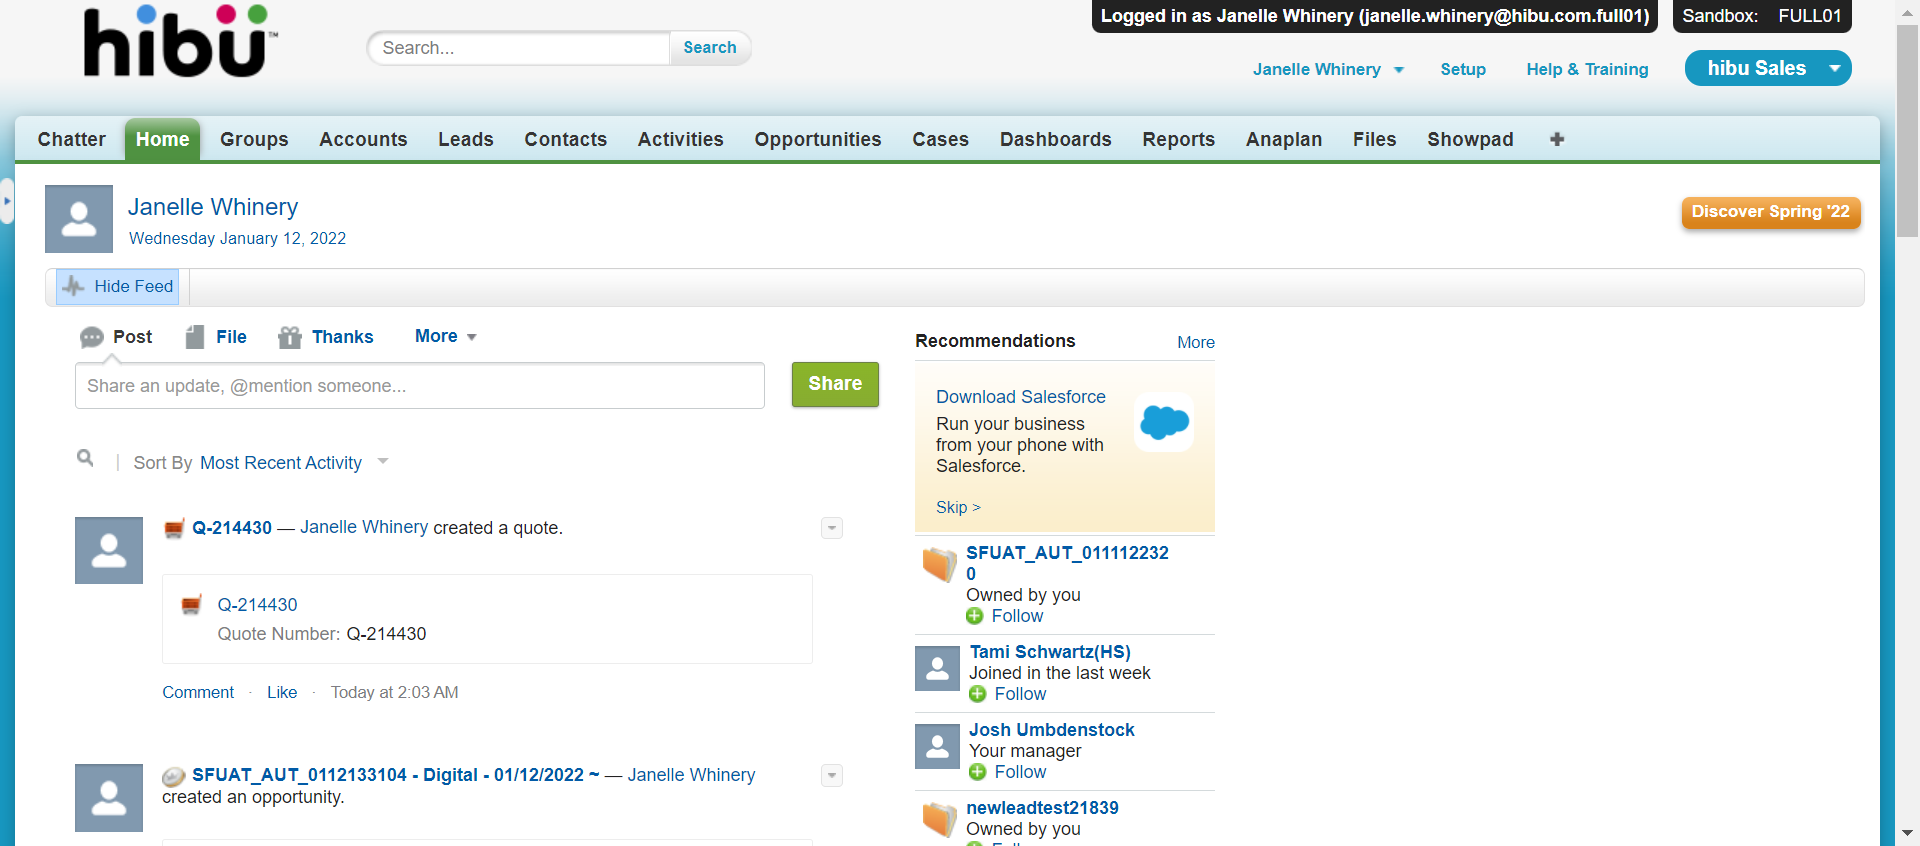 Logged in as Janelle Whinery (janelle.whinery@hibu.com.full01)
Sandbox: FULL01
hibu™
Search...
Search
Janelle Whinery
Setup
Help & Training
hibu Sales
Chatter
Home
Groups
Accounts
Leads
Contacts
Activities
Opportunities
Cases
Dashboards
Reports
Anaplan
Files
Showpad
Janelle Whinery
Wednesday January 12, 2022
Discover Spring '22
Hide Feed
Post
File
Thanks
More
Share an update, @mention someone...
Share
Sort By Most Recent Activity
Q-214430 — Janelle Whinery created a quote.
Q-214430
Quote Number: Q-214430
Comment · Like · Today at 2:03 AM
SFUAT_AUT_0112133104 - Digital - 01/12/2022 ~ — Janelle Whinery
created an opportunity.
Recommendations
More
Download Salesforce
Run your business
from your phone with
Salesforce.
Skip >
SFUAT_AUT_011112232
0
Owned by you
Follow
Tami Schwartz(HS)
Joined in the last week
Follow
Josh Umbdenstock
Your manager
Follow
newleadtest21839
Owned by you